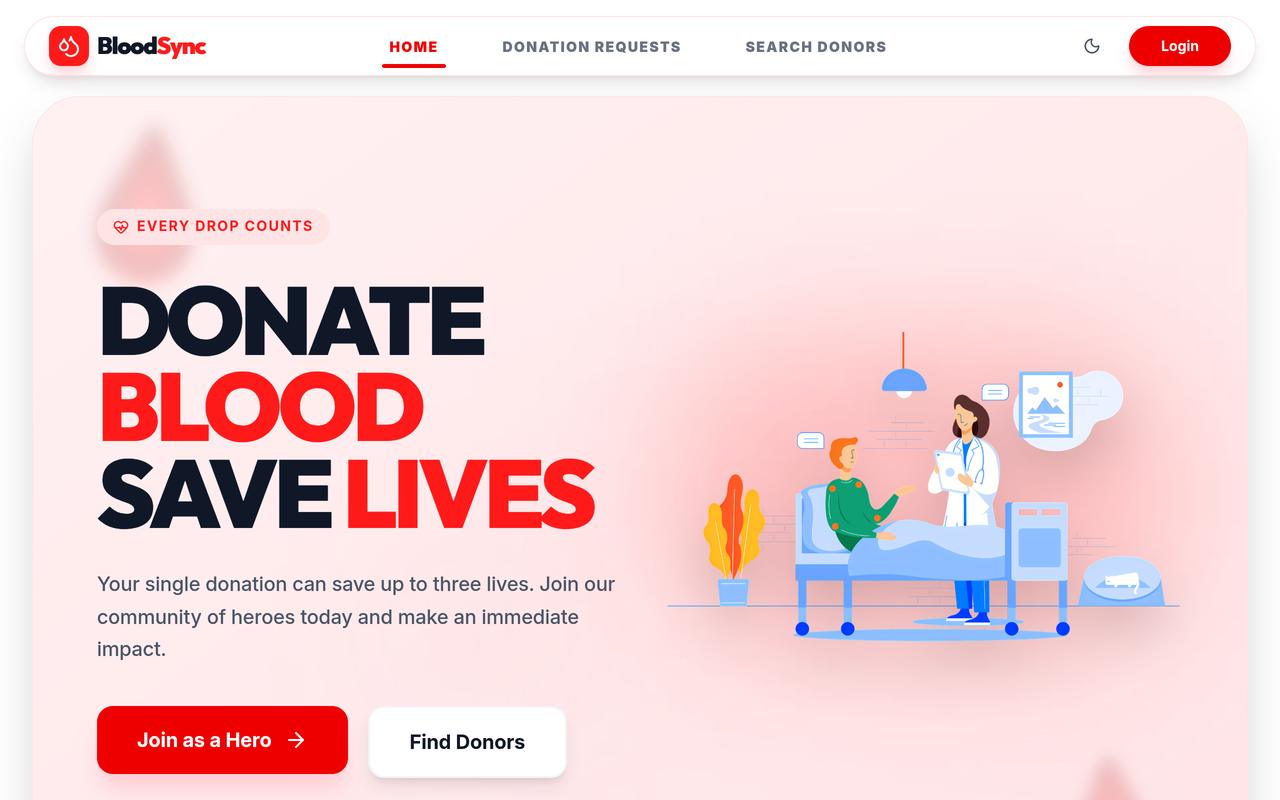 BloodSync
HOME
DONATION REQUESTS
SEARCH DONORS
Login
EVERY DROP COUNTS
DONATE
BLOOD
SAVE LIVES
Your single donation can save up to three lives. Join our
community of heroes today and make an immediate
impact.
Join as a Hero
Find Donors